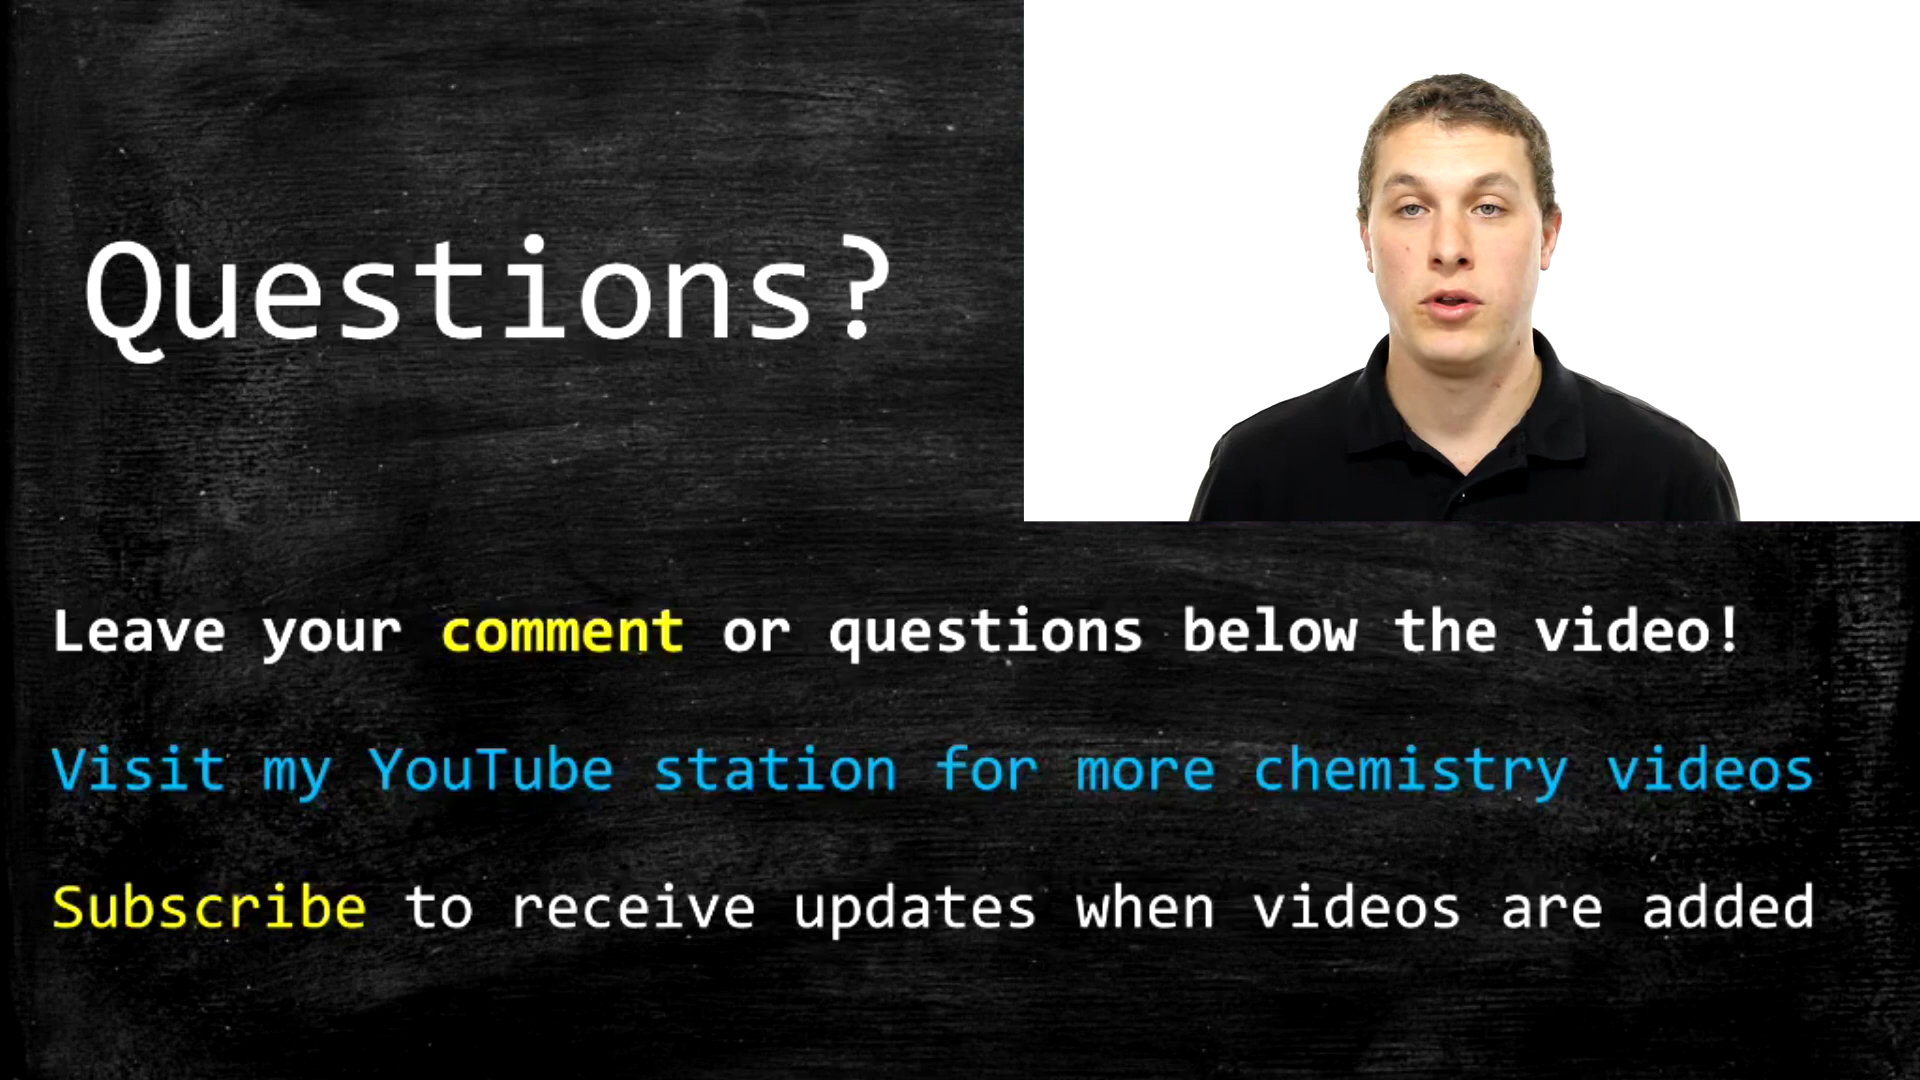 Questions?
Leave your comment or questions below the video!
Visit my YouTube station for more chemistry videos
Subscribe to receive updates when videos are added